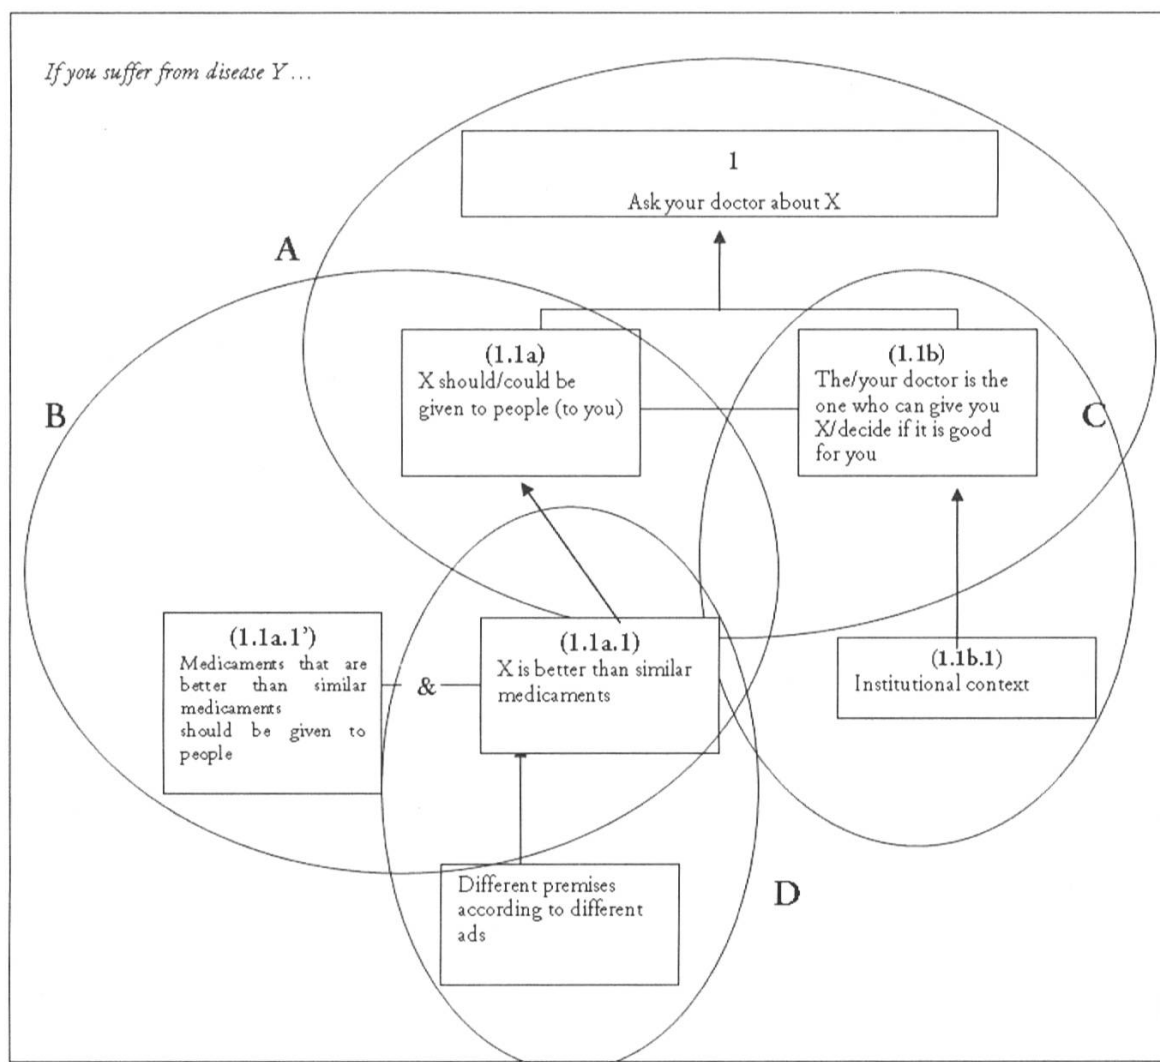 If you suffer from disease Y…
1
Ask your doctor about X
A
(1.1a)
X should/could be
given to people (to you)
(1.1b)
The/your doctor is the
one who can give you
X/decide if it is good
for you
B
C
(1.1a.1’)
Medicaments that are
better than similar
medicaments
should be given to
people
&
(1.1a.1)
X is better than similar
medicaments
(1.1b.1)
Institutional context
Different premises
according to different
ads
D